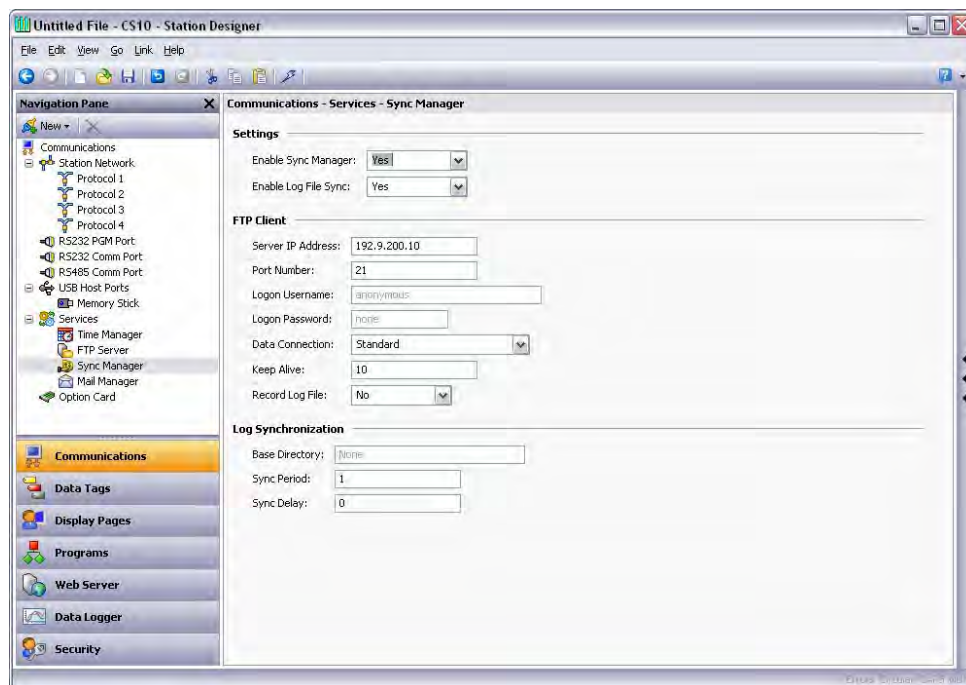 Untitled File - CS10 - Station Designer
File Edit View Go Link Help
Navigation Pane
New
Communications
Station Network
Protocol 1
Protocol 2
Protocol 3
Protocol 4
RS232 PGM Port
RS232 Comm Port
RS485 Comm Port
USB Host Ports
Memory Stick
Services
Time Manager
FTP Server
Sync Manager
Mail Manager
Option Card
Communications
Data Tags
Display Pages
Programs
Web Server
Data Logger
Security
Communications - Services - Sync Manager
Settings
Enable Sync Manager: Yes
Enable Log File Sync: Yes
FTP Client
Server IP Address: 192.9.200.10
Port Number: 21
Logon Username: anonymous
Logon Password: none
Data Connection: Standard
Keep Alive: 10
Record Log File: No
Log Synchronization
Base Directory: None
Sync Period: 1
Sync Delay: 0